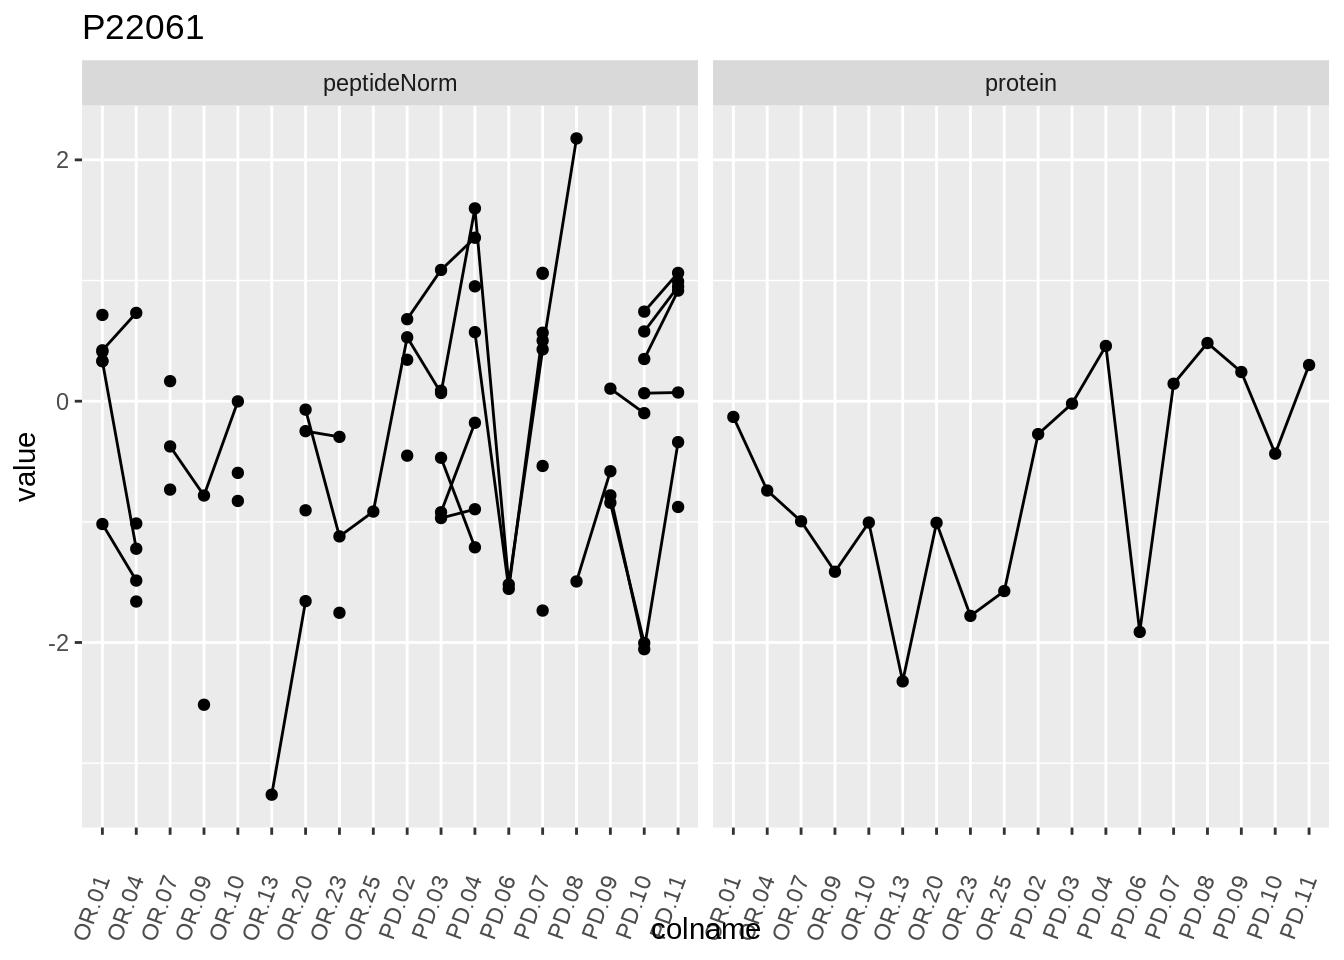 P22061
peptideNorm
protein
2
0
-2
value
OR.01
OR.04
OR.07
OR.09
OR.10
OR.13
OR.20
OR.23
OR.25
PD.02
PD.03
PD.04
PD.06
PD.07
PD.08
PD.09
PD.10
PD.11
OR.01
OR.04
OR.07
OR.09
OR.10
OR.13
OR.20
OR.23
OR.25
PD.02
PD.03
PD.04
PD.06
PD.07
PD.08
PD.09
PD.10
PD.11
colname